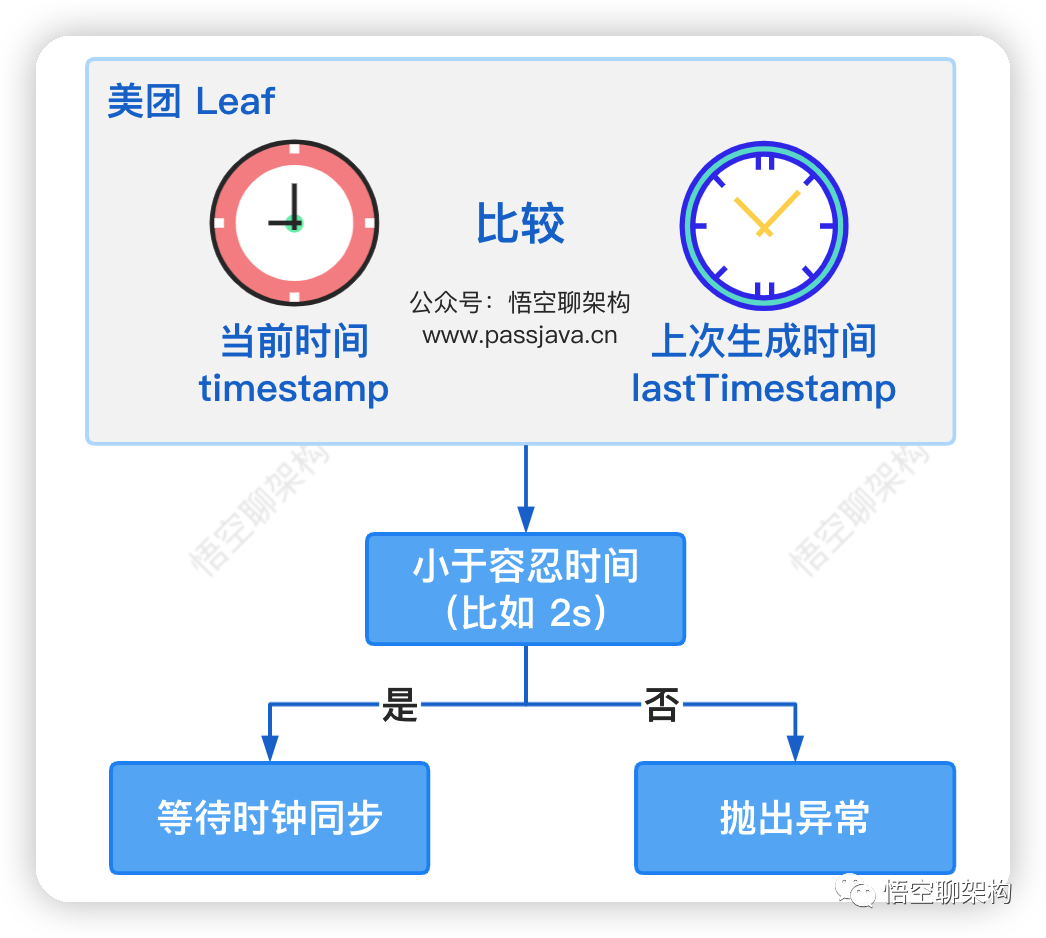 美团 Leaf
比较
公众号：悟空聊架构
www.passjava.cn
当前时间
timestamp
上次生成时间
lastTimestamp
悟空聊架构
悟空聊架构
小于容忍时间
（比如 2s）
是
否
等待时钟同步
抛出异常
悟空聊架构